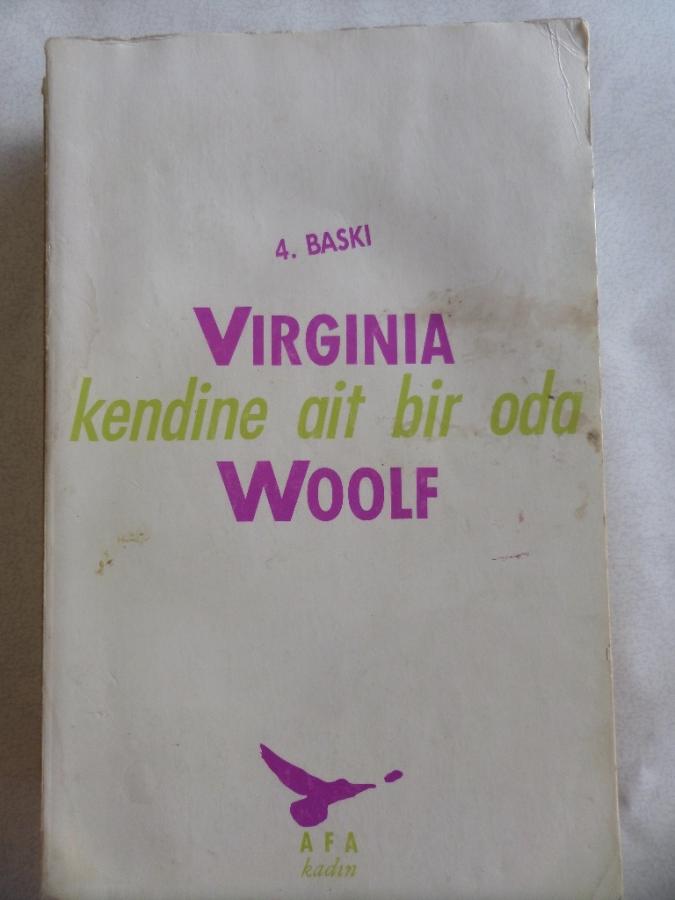 4. BASKI
VIRGINIA
kendine ait bir oda
WOOLF
AFA
kadın